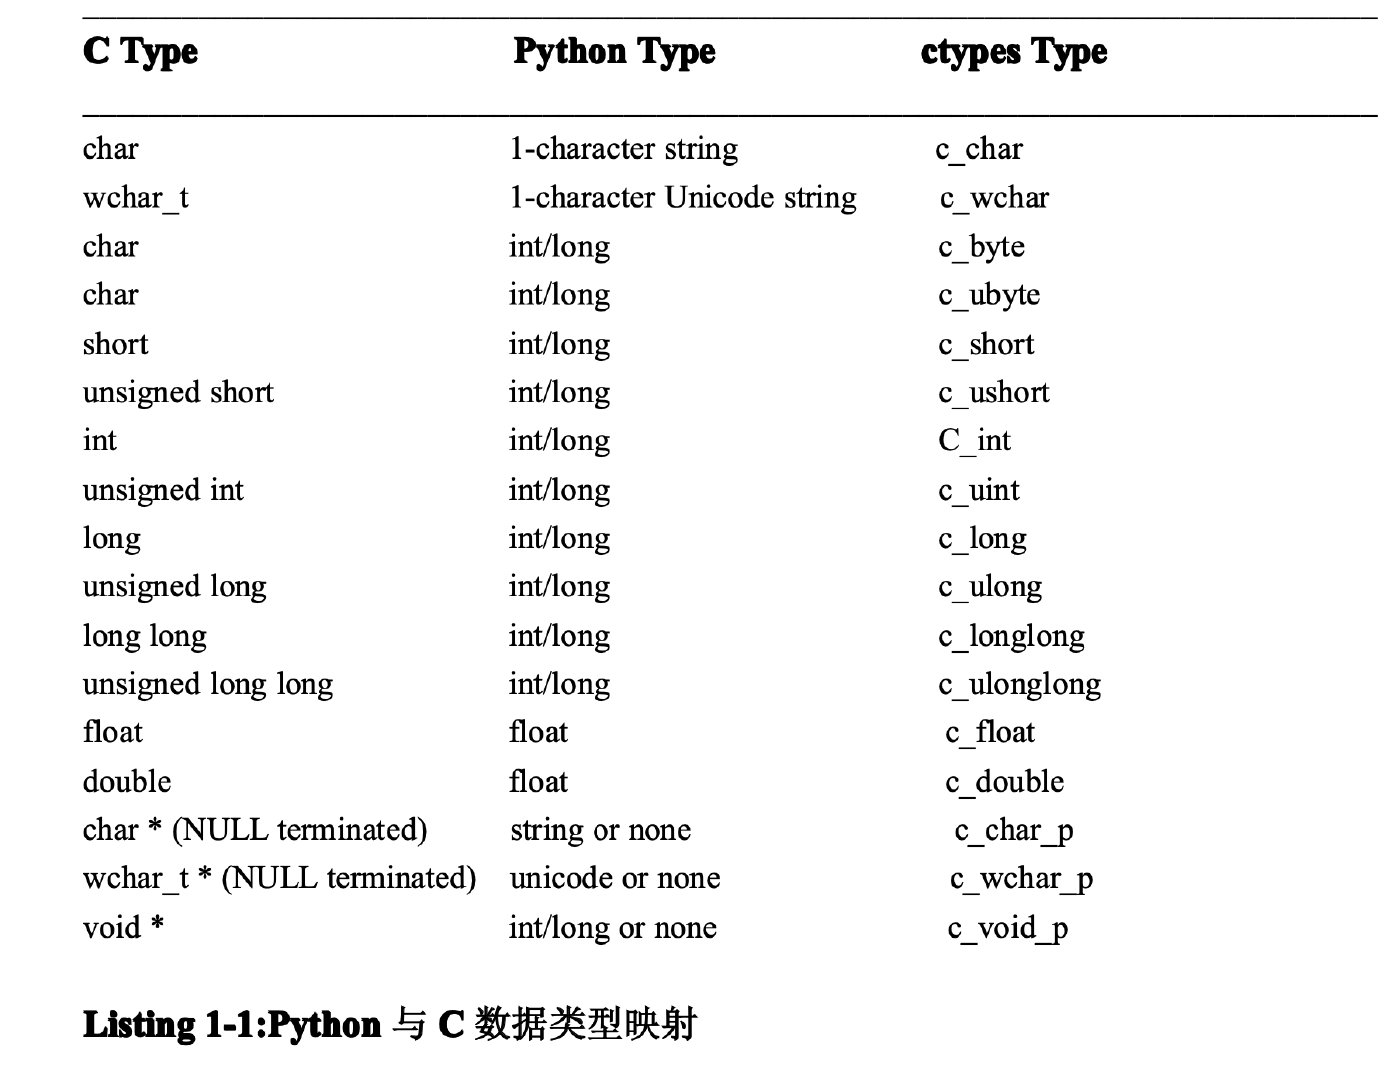 C Type Python Type ctypes Type
char 1-character string c_char
wchar_t 1-character Unicode string c_wchar
char int/long c_byte
char int/long c_ubyte
short int/long c_short
unsigned short int/long c_ushort
int int/long C_int
unsigned int int/long c_uint
long int/long c_long
unsigned long int/long c_ulong
long long int/long c_longlong
unsigned long long int/long c_ulonglong
float float c_float
double float c_double
char * (NULL terminated) string or none c_char_p
wchar_t * (NULL terminated) unicode or none c_wchar_p
void * int/long or none c_void_p
Listing 1-1:Python 与 C 数据类型映射